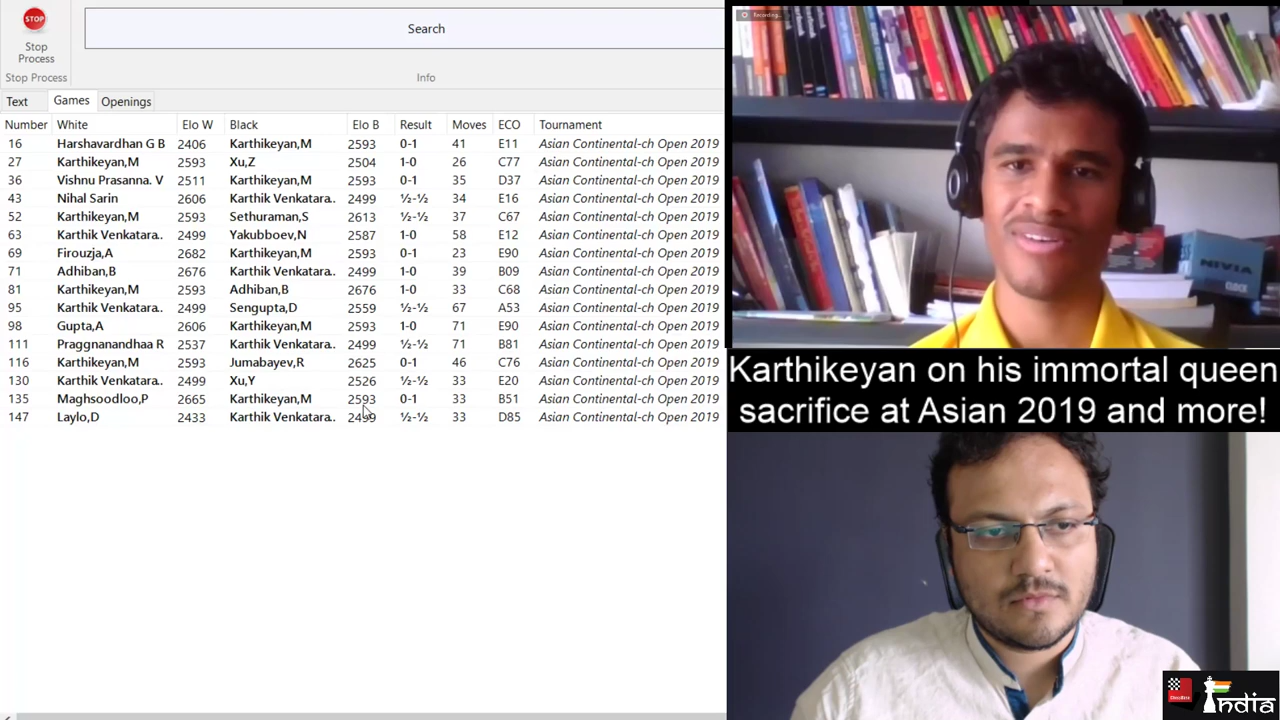 STOP
Stop
Process
Stop Process
Search
Info
Text Games Openings
Number White Elo W Black Elo B Result Moves ECO Tournament
16 Harshavardhan G B 2406 Karthikeyan,M 2593 0-1 41 E11 Asian Continental-ch Open 2019
27 Karthikeyan,M 2593 Xu,Z 2504 1-0 26 C77 Asian Continental-ch Open 2019
36 Vishnu Prasanna. V 2511 Karthikeyan,M 2593 0-1 35 D37 Asian Continental-ch Open 2019
43 Nihal Sarin 2606 Karthik Venkatara.. 2499 ½-½ 34 E16 Asian Continental-ch Open 2019
52 Karthikeyan,M 2593 Sethuraman,S 2613 ½-½ 37 C67 Asian Continental-ch Open 2019
63 Karthik Venkatara.. 2499 Yakubboev,N 2587 1-0 58 E12 Asian Continental-ch Open 2019
69 Firouzja,A 2682 Karthikeyan,M 2593 0-1 23 E90 Asian Continental-ch Open 2019
71 Adhiban,B 2676 Karthik Venkatara.. 2499 1-0 39 B09 Asian Continental-ch Open 2019
81 Karthikeyan,M 2593 Adhiban,B 2676 1-0 33 C68 Asian Continental-ch Open 2019
95 Karthik Venkatara.. 2499 Sengupta,D 2559 ½-½ 67 A53 Asian Continental-ch Open 2019
98 Gupta,A 2606 Karthikeyan,M 2593 1-0 71 E90 Asian Continental-ch Open 2019
111 Praggnanandhaa R 2537 Karthik Venkatara.. 2499 ½-½ 71 B81 Asian Continental-ch Open 2019
116 Karthikeyan,M 2593 Jumabayev,R 2625 0-1 46 C76 Asian Continental-ch Open 2019
130 Karthik Venkatara.. 2499 Xu,Y 2526 ½-½ 33 E20 Asian Continental-ch Open 2019
135 Maghsoodloo,P 2665 Karthikeyan,M 2593 0-1 33 B51 Asian Continental-ch Open 2019
147 Laylo,D 2433 Karthik Venkatara.. 2499 ½-½ 33 D85 Asian Continental-ch Open 2019
Recording...
NIVIA
Karthikeyan on his immortal queen
sacrifice at Asian 2019 and more!
ChessBase
India